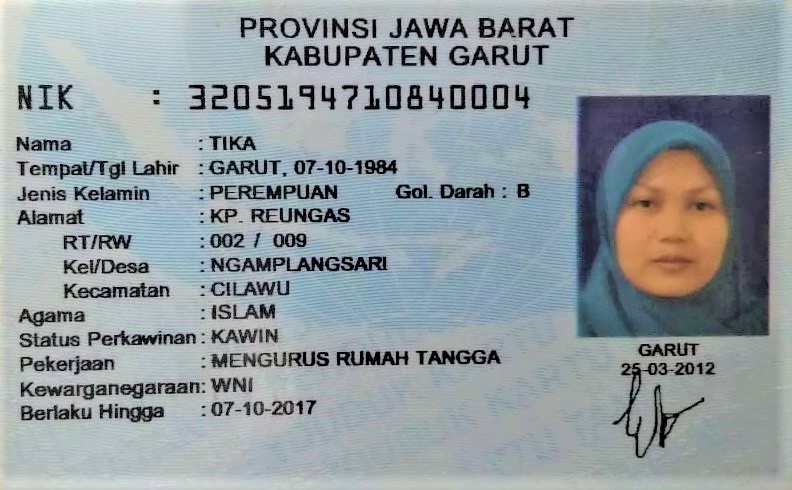 PROVINSI JAWA BARAT
KABUPATEN GARUT
NIK : 3205194710840004
Nama : TIKA
Tempat/Tgl Lahir : GARUT, 07-10-1984
Jenis Kelamin : PEREMPUAN Gol. Darah : B
Alamat : KP. REUNGAS
RT/RW : 002 / 009
Kel/Desa : NGAMPLANGSARI
Kecamatan : CILAWU
Agama : ISLAM
Status Perkawinan : KAWIN
Pekerjaan : MENGURUS RUMAH TANGGA
Kewarganegaraan: WNI
Berlaku Hingga : 07-10-2017
GARUT
25-03-2012